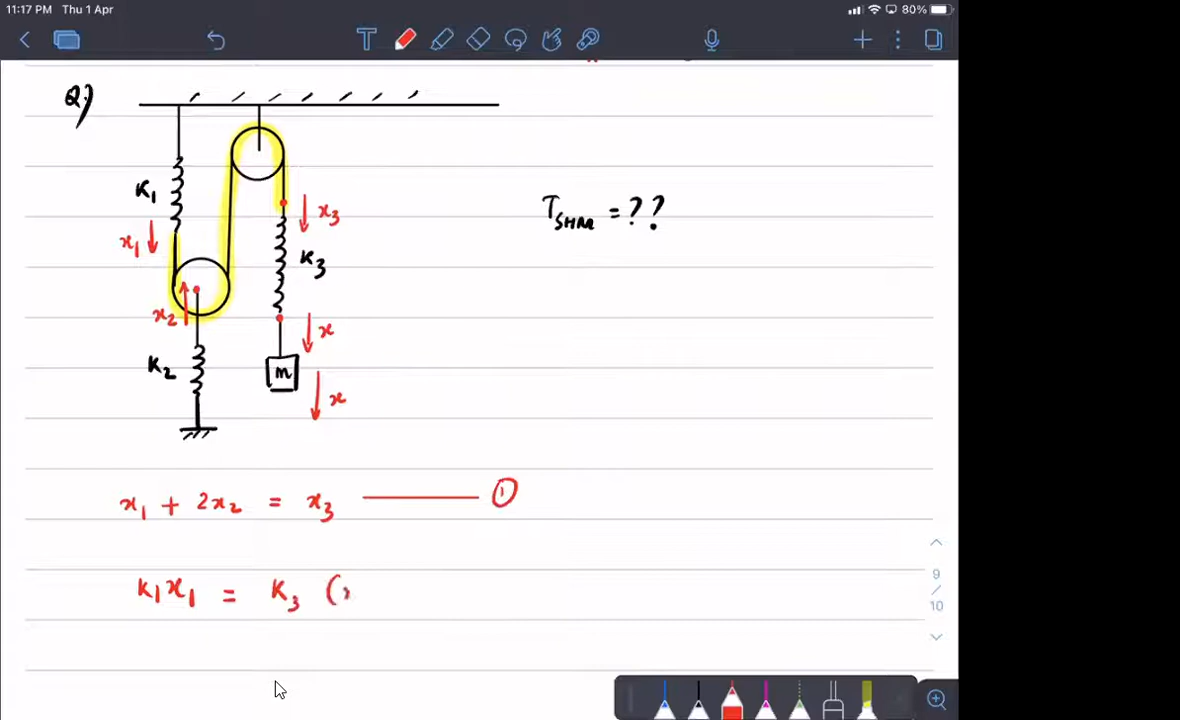 11:17 PM Thu 1 Apr 80%
T
Q)
K1
x1
x3
K3
T SHM = ??
x2
x
K2
m
x
x1 + 2x2 = x3 ——— ①
9
/
10
K1x1 = K3 (